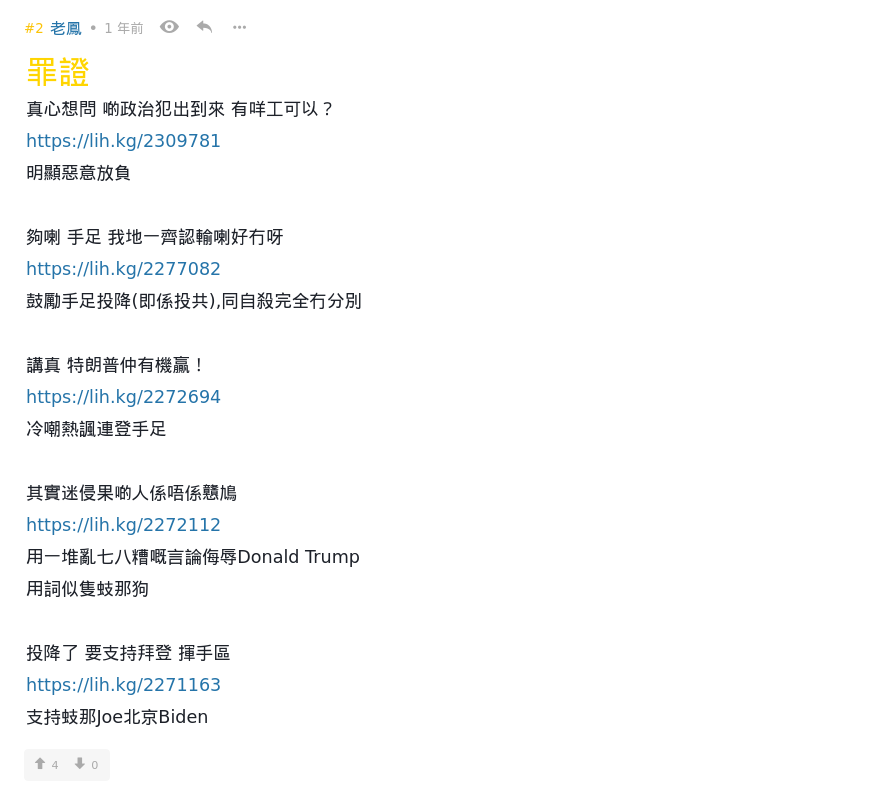 #2 老鳳 • 1 年前
罪證
真心想問 啲政治犯出到來 有咩工可以？
https://lih.kg/2309781
明顯惡意放負
夠喇 手足 我地一齊認輸喇好冇呀
https://lih.kg/2277082
鼓勵手足投降(即係投共),同自殺完全冇分別
講真 特朗普仲有機贏！
https://lih.kg/2272694
冷嘲熱諷連登手足
其實迷侵果啲人係唔係戇鳩
https://lih.kg/2272112
用一堆亂七八糟嘅言論侮辱Donald Trump
用詞似隻蚊那狗
投降了 要支持拜登 揮手區
https://lih.kg/2271163
支持蚊那Joe北京Biden
4 0